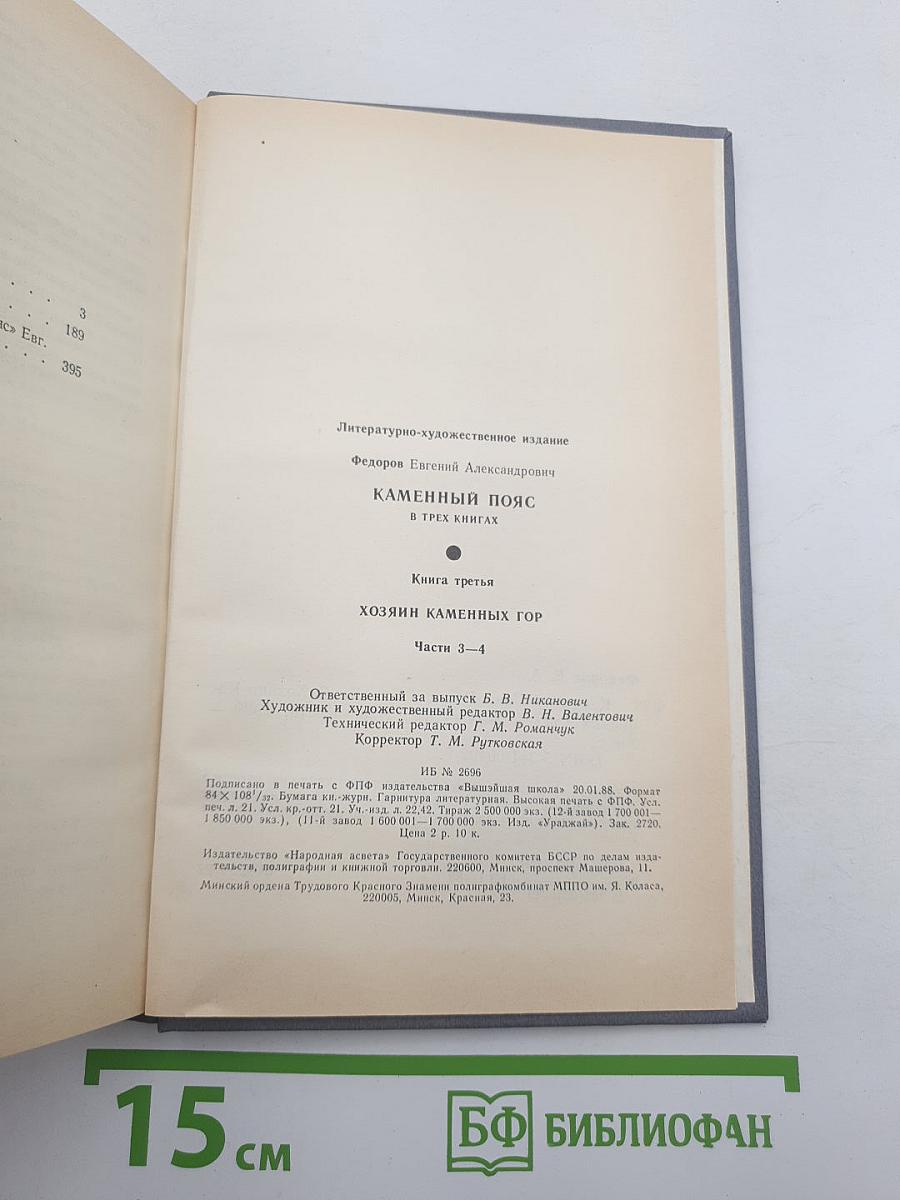 3
189
яс» Евг.
395
Литературно-художественное издание
Федоров Евгений Александрович
КАМЕННЫЙ ПОЯС
В ТРЕХ КНИГАХ
Книга третья
ХОЗЯИН КАМЕННЫХ ГОР
Части 3—4
Ответственный за выпуск Б. В. Никанович
Художник и художественный редактор В. Н. Валентович
Технический редактор Г. М. Романчук
Корректор Т. М. Рутковская
ИБ № 2696
Подписано в печать с ФПФ издательства «Вышэйшая школа» 20.01.88. Формат
84×108¹/₃₂. Бумага кн.-журн. Гарнитура литературная. Высокая печать с ФПФ. Усл.
печ. л. 21. Усл. кр.-отт. 21. Уч.-изд. л. 22,42. Тираж 2 500 000 экз. (12-й завод 1 700 001—
1 850 000 экз.), (11-й завод 1 600 001—1 700 000 экз. Изд. «Ураджай»). Зак. 2720.
Цена 2 р. 10 к.
Издательство «Народная асвета» Государственного комитета БССР по делам изда-
тельств, полиграфии и книжной торговли. 220600, Минск, проспект Машерова, 11.
Минский ордена Трудового Красного Знамени полиграфкомбинат МППО им. Я. Коласа,
220005, Минск, Красная, 23.
15 см
БФ БИБЛИОФАН